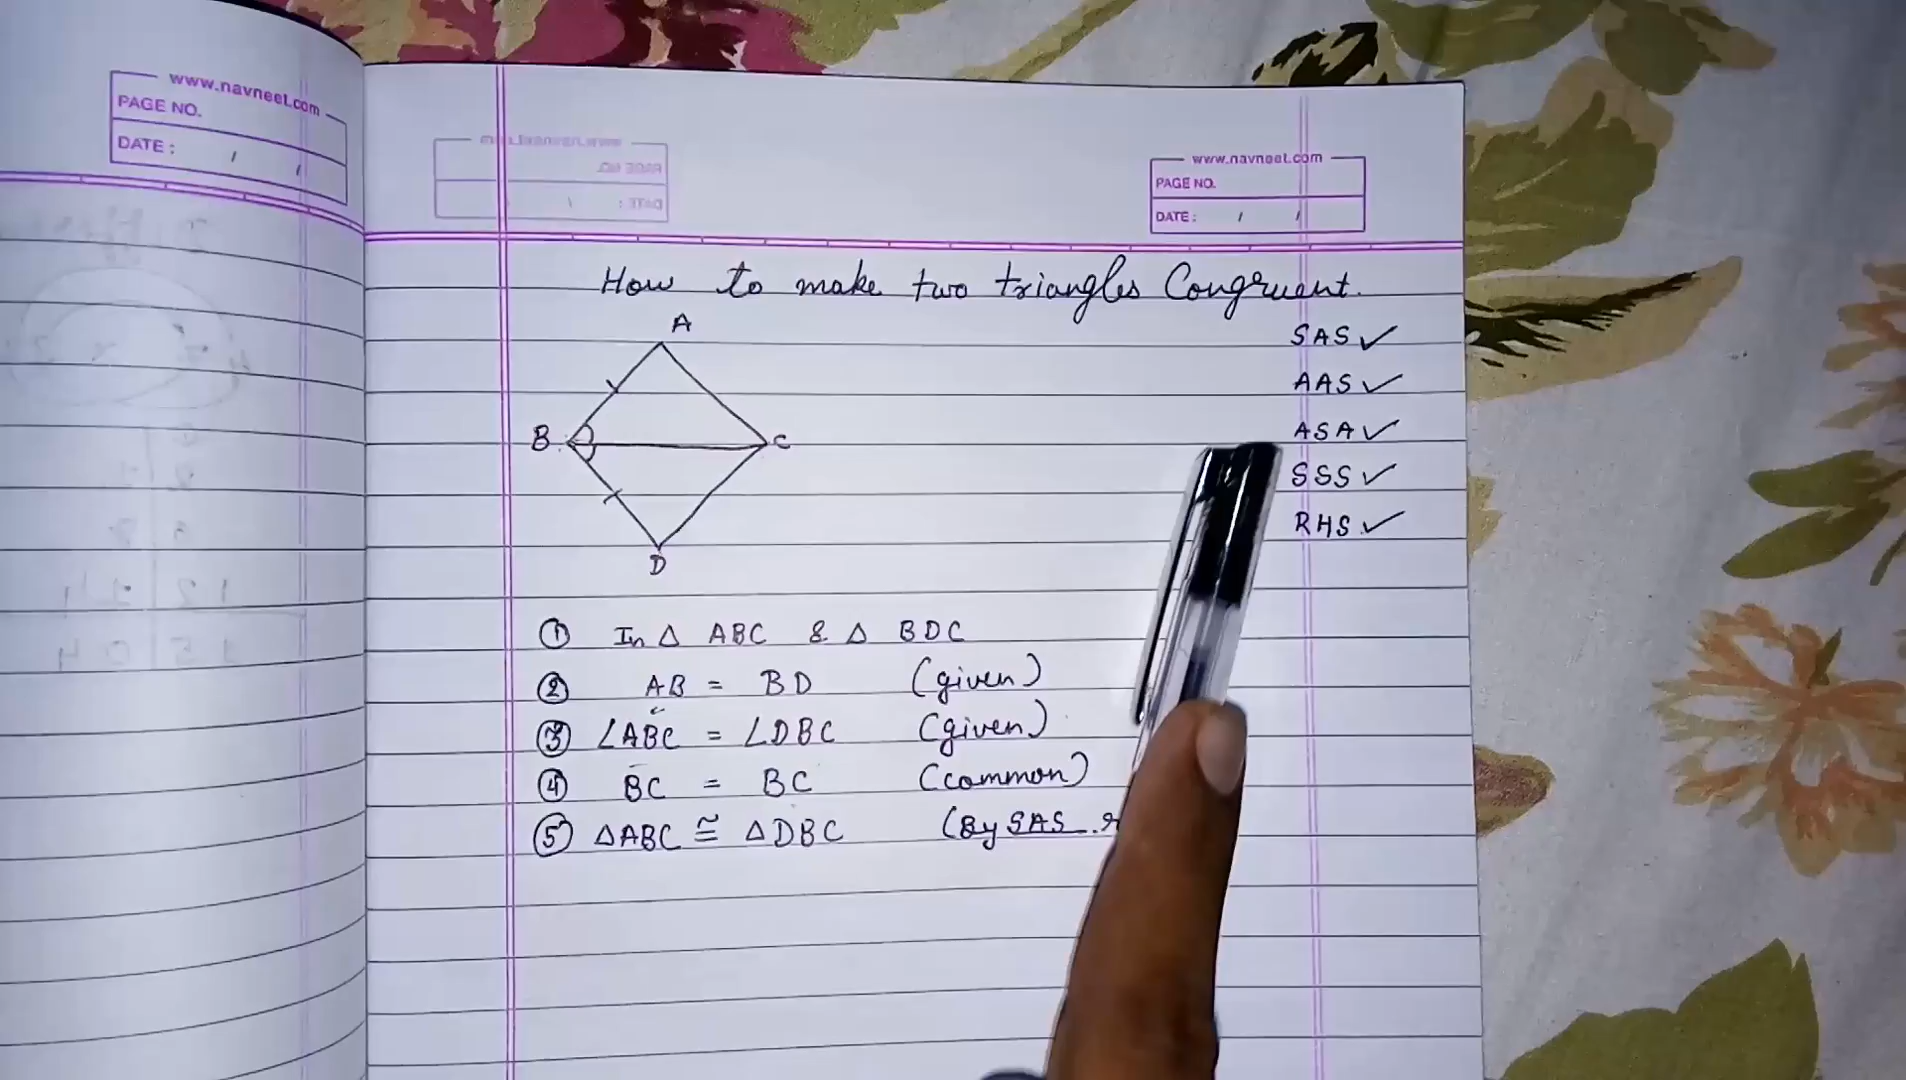 www.navneet.com
PAGE NO.
DATE : / /
www.navneet.com
PAGE NO.
DATE : / /
How to make two triangles Congruent.
SAS ✓
AAS ✓
ASA ✓
SSS ✓
RHS ✓
A
B
C
D
① In △ ABC & △ BDC
② AB = BD (given)
③ ∠ABC = ∠DBC (given)
④ BC = BC (common)
⑤ △ABC ≅ △DBC (By SAS